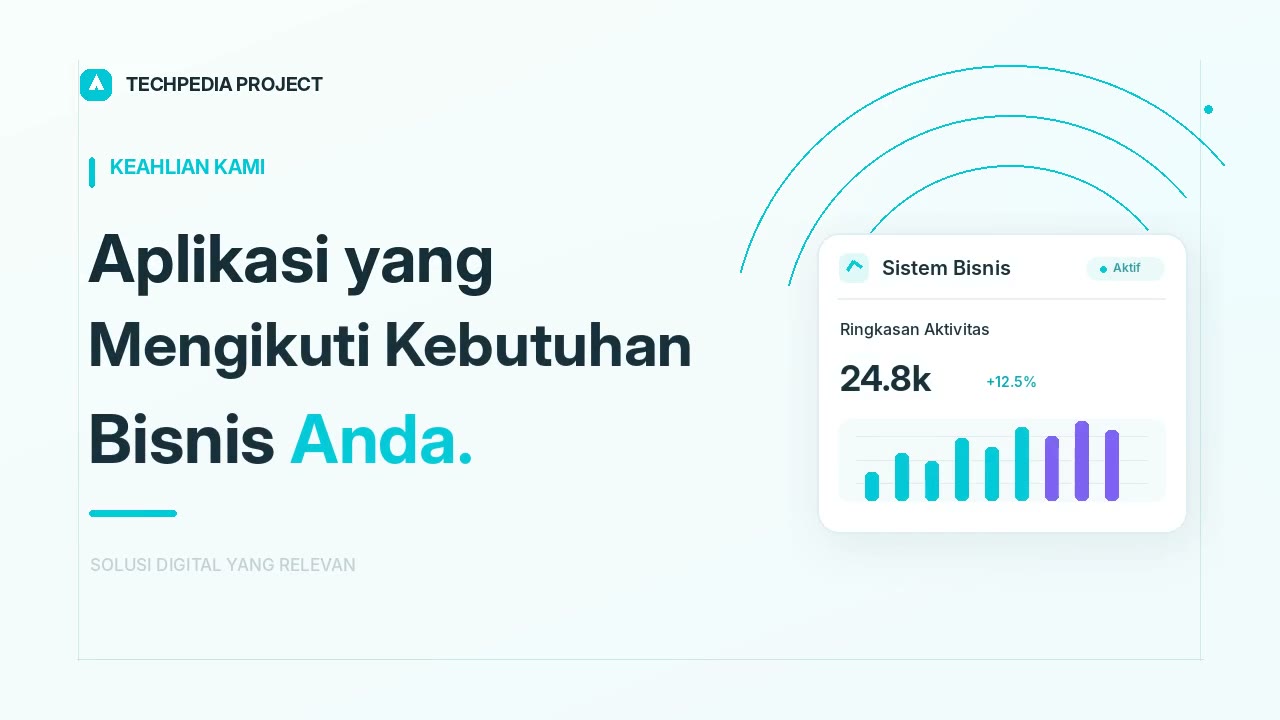 TECHPEDIA PROJECT
KEAHLIAN KAMI
Aplikasi yang
Mengikuti Kebutuhan
Bisnis Anda.
SOLUSI DIGITAL YANG RELEVAN
Sistem Bisnis
Aktif
Ringkasan Aktivitas
24.8k
+12.5%